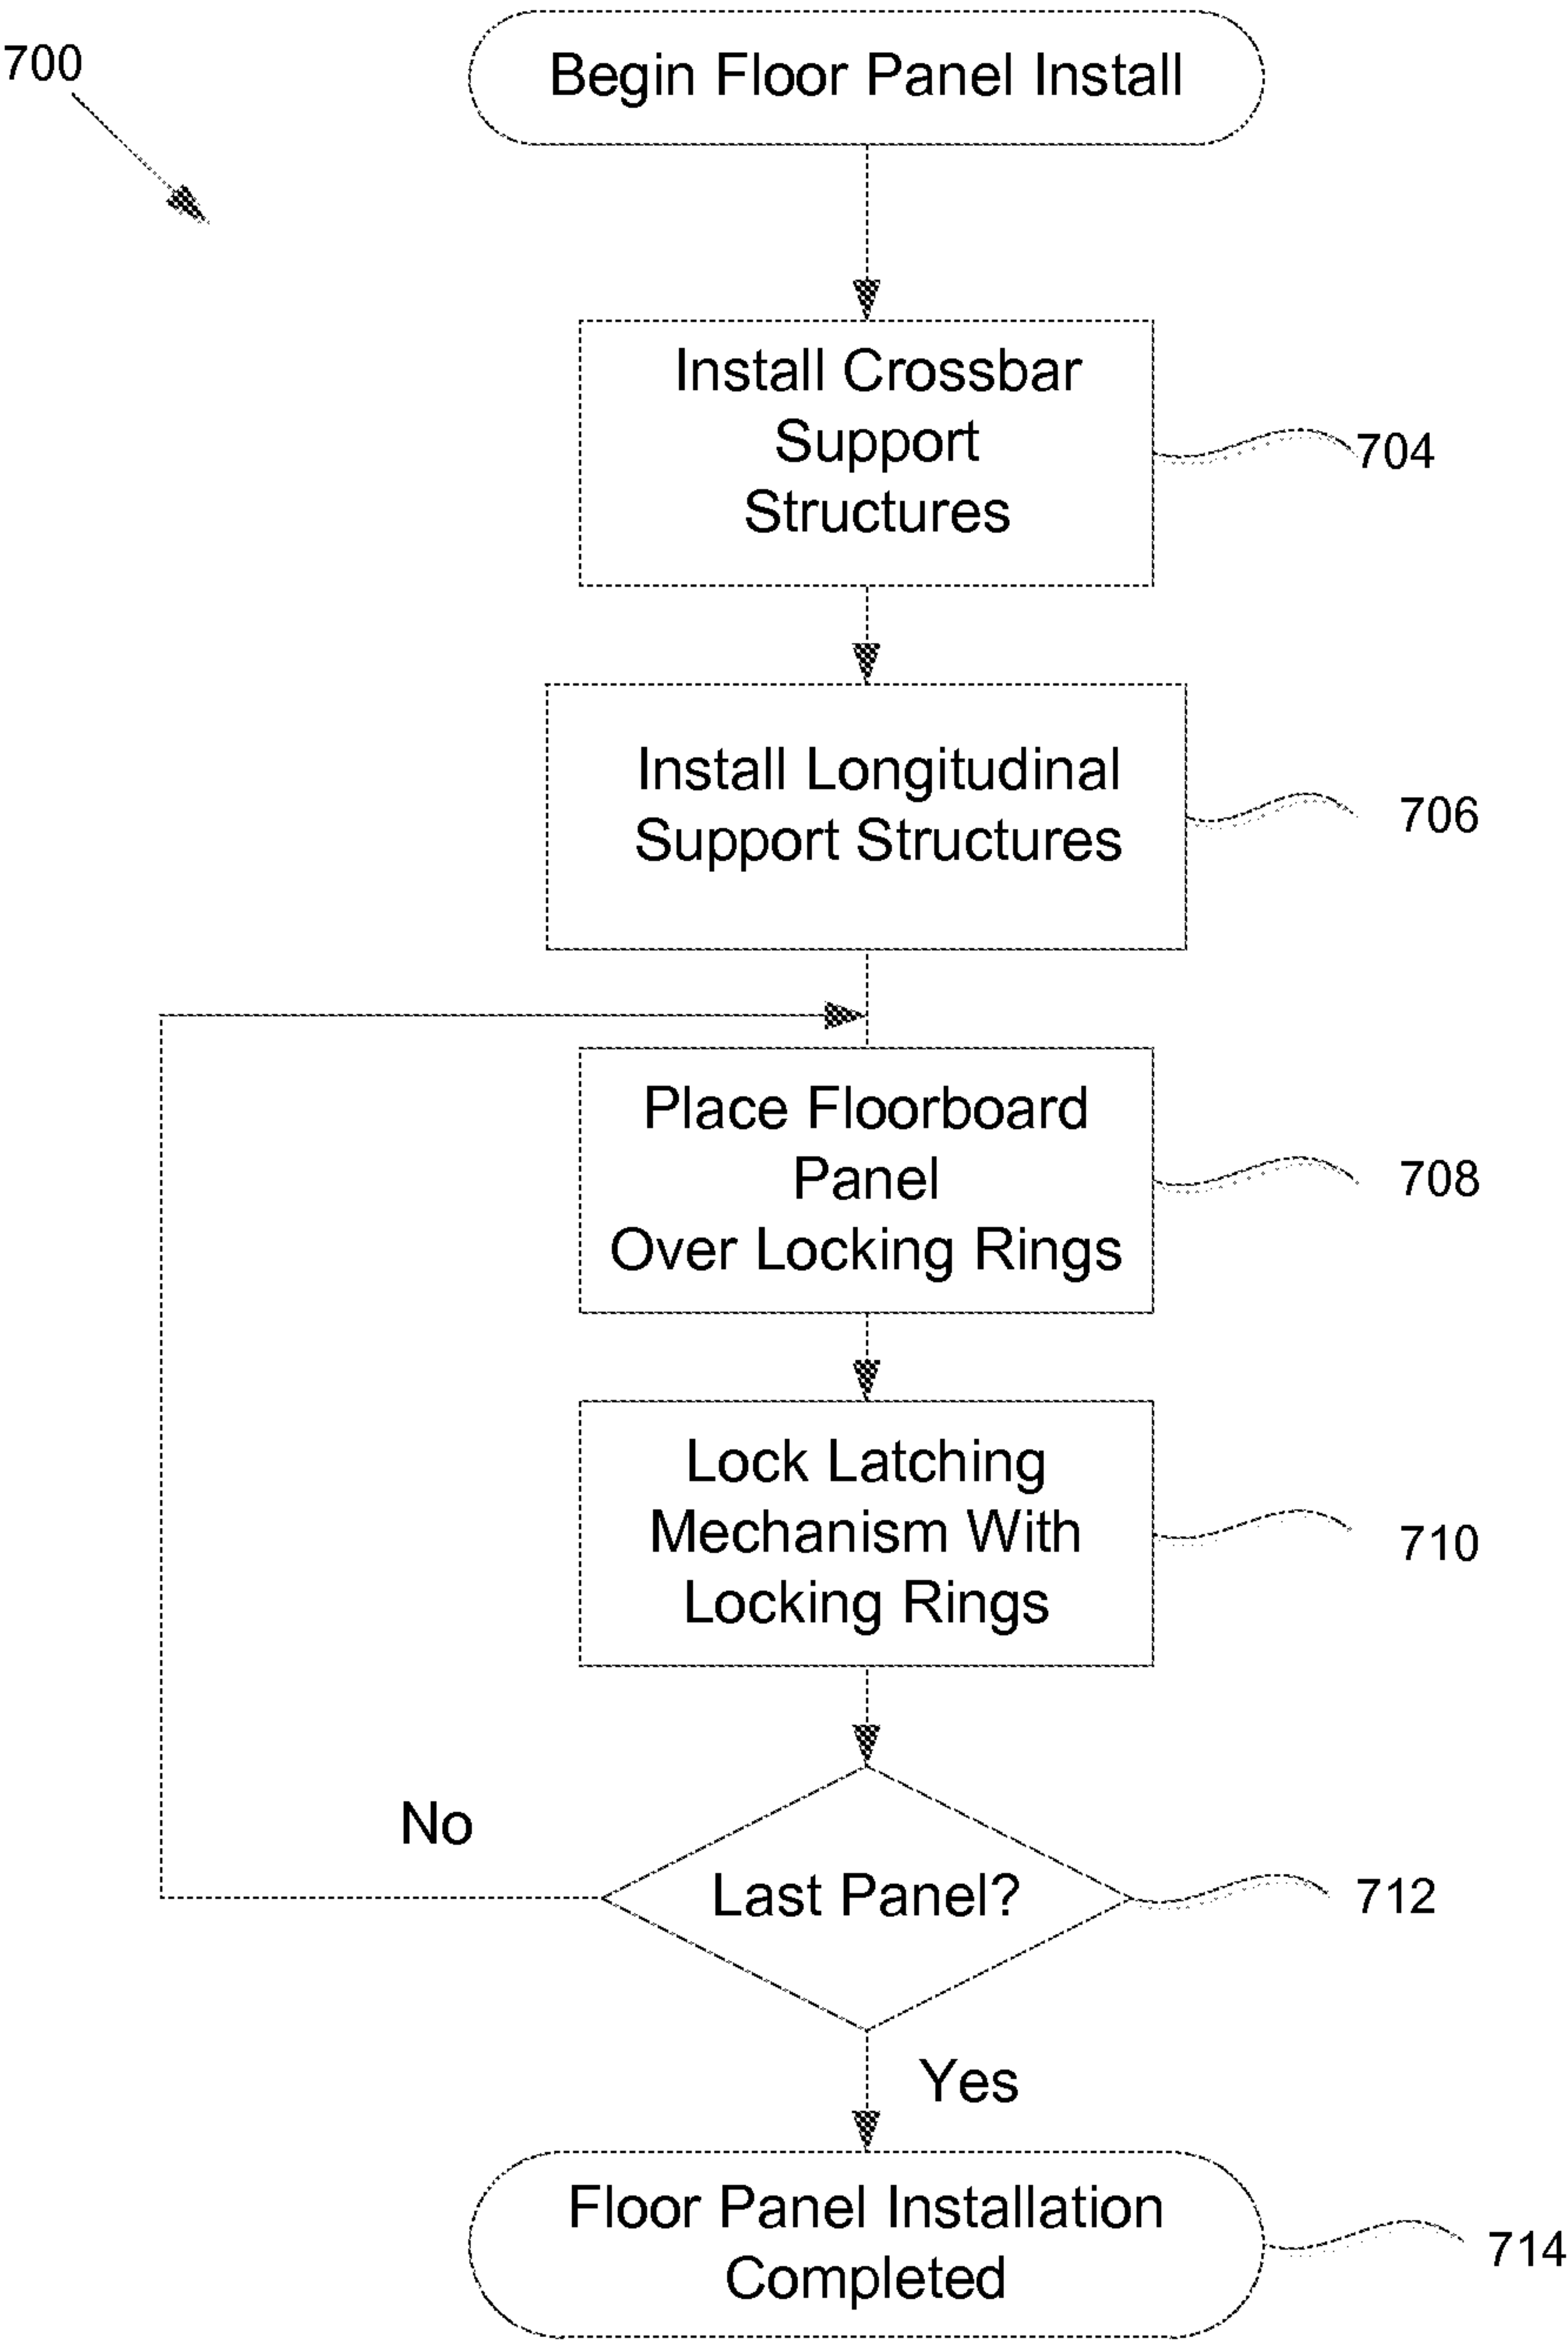 700
Begin Floor Panel Install
Install Crossbar
Support
Structures
704
Install Longitudinal
Support Structures
706
Place Floorboard
Panel
Over Locking Rings
708
Lock Latching
Mechanism With
Locking Rings
710
No
Last Panel?
712
Yes
Floor Panel Installation
Completed
714